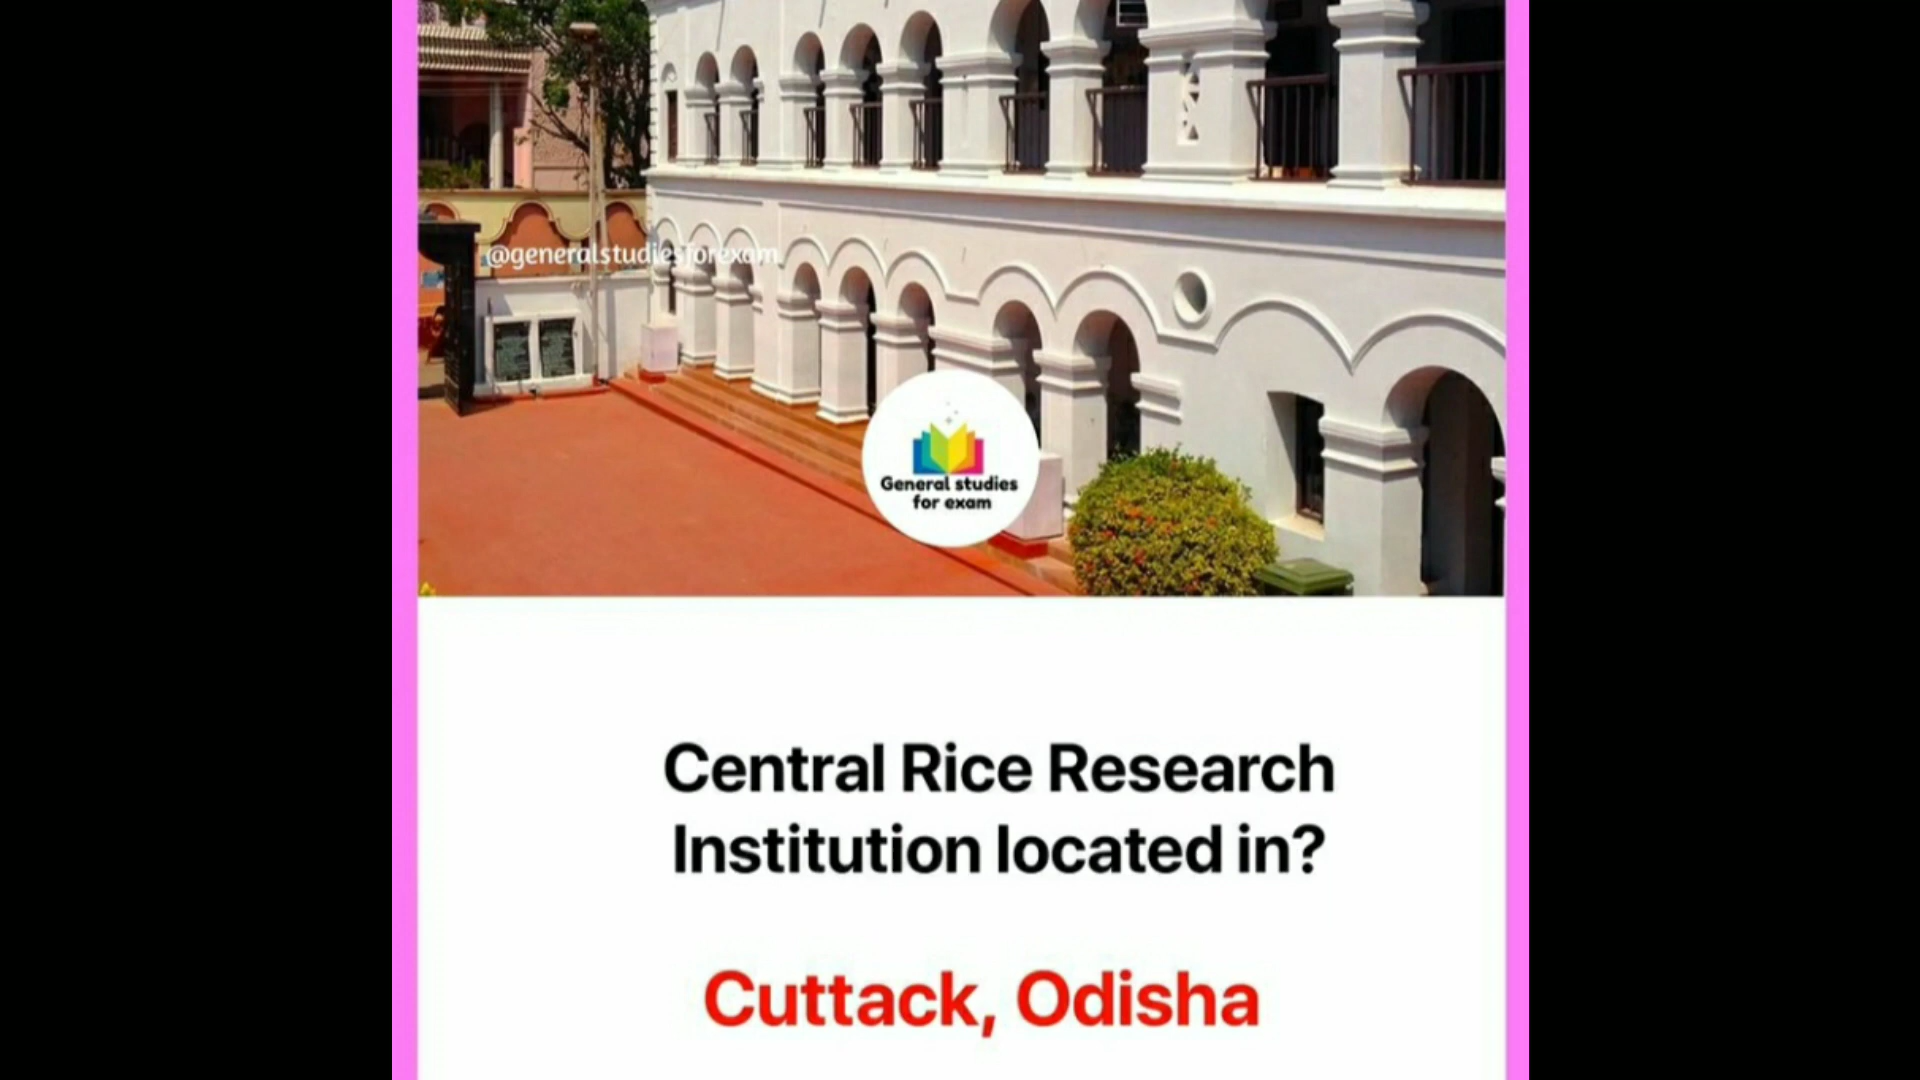 @generalstudiesforexam
General studies
for exam
Central Rice Research
Institution located in?
Cuttack, Odisha